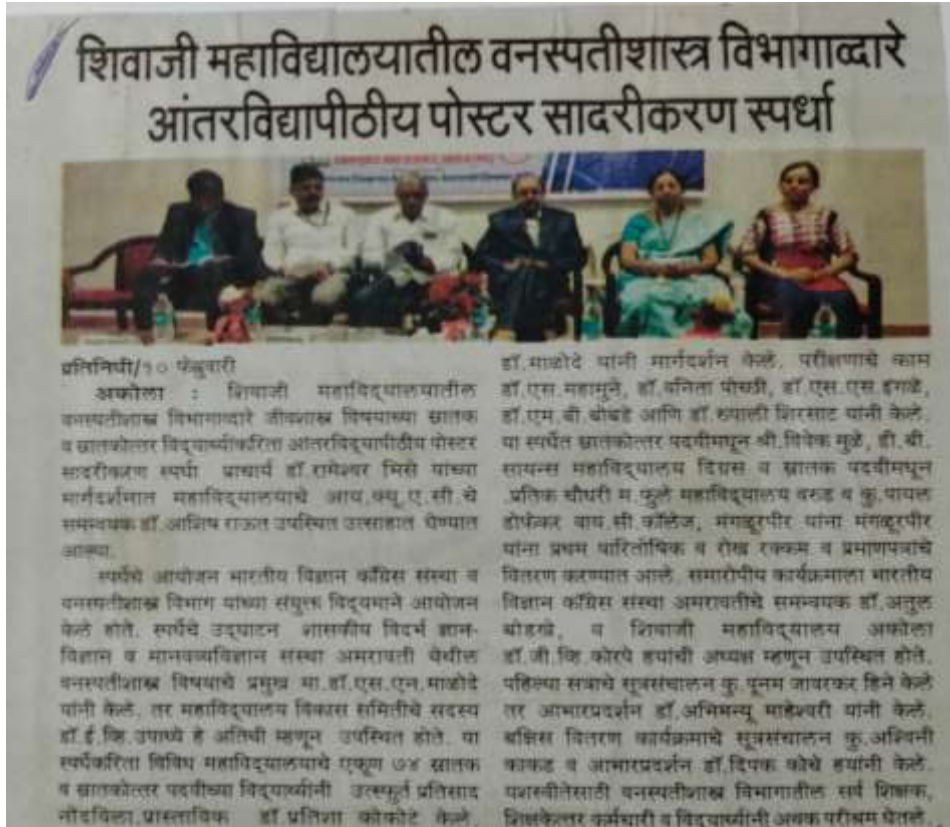 शिवाजी महाविद्यालयातील वनस्पतीशास्त्र विभागाव्दारे
आंतरविद्यापीठीय पोस्टर सादरीकरण स्पर्धा
प्रतिनिधी/१० फेब्रुवारी
अकोला : शिवाजी महाविद्यालयातील
वनस्पतीशास्त्र विभागाव्दारे जीवशास्त्र विषयाच्या स्नातक
व स्नातकोत्तर विद्यार्थ्यांकरिता आंतरविद्यापीठीय पोस्टर
सादरीकरण स्पर्धा प्राचार्य डॉ.रामेश्वर भिसे यांच्या
मार्गदर्शनात महाविद्यालयाचे आय.क्यू.ए.सी.चे
समन्वयक डॉ.आशिष राऊत उपस्थित उत्साहात घेण्यात
आल्या.
स्पर्धेचे आयोजन भारतीय विज्ञान काँग्रेस संस्था व
वनस्पतीशास्त्र विभाग यांच्या संयुक्त विद्यमाने आयोजन
केले होते. स्पर्धेचे उद्घाटन शासकीय विदर्भ ज्ञान-
विज्ञान व मानवव्यविज्ञान संस्था अमरावती येथील
वनस्पतीशास्त्र विषयाचे प्रमुख मा.डॉ.एस.एन.माळोदे
यांनी केले. तर महाविद्यालय विकास समितीचे सदस्य
डॉ.ई.व्हि.उपाध्ये हे अतिथी म्हणून उपस्थित होते. या
स्पर्धेकरिता विविध महाविद्यालयाचे एकूण ७४ स्नातक
व स्नातकोत्तर पदवीच्या विद्यार्थ्यांनी उत्स्फुर्त प्रतिसाद
नोंदविला.प्रास्ताविक डॉ.प्रतिशा कोकोटे केले.
डॉ.माळोदे यांनी मार्गदर्शन केले. परीक्षणाचे काम
डॉ.एस.महामुने, डॉ.वनिता पोच्छी, डॉ.एस.एस.इंगळे,
डॉ.एम.बी.बोबडे आणि डॉ.रुपाली शिरसाट यांनी केले.
या स्पर्धेत स्नातकोत्तर पदवीमधून श्री.विवेक मुळे, डी.बी.
सायन्स महाविद्यालय दिग्रस व स्नातक पदवीमधून
प्रतिक चौधरी म.फुले महाविद्यालय वरुड व कु.पायल
डोफेकर वाय.सी.कॉलेज, मंगळूरपीर यांना मंगळूरपीर
यांना प्रथम पारितोषिक व रोख रक्कम व प्रमाणपत्रांचे
वितरण करण्यात आले. समारोपीय कार्यक्रमाला भारतीय
विज्ञान काँग्रेस संस्था अमरावतीचे समन्वयक डॉ.अतुल
बोडखे, व शिवाजी महाविद्यालय अकोला
डॉ.जी.व्हि.कोरपे हयांची अध्यक्ष म्हणून उपस्थित होते.
पहिल्या सत्राचे सूत्रसंचालन कु.पूनम जावरकर हिने केले
तर आभारप्रदर्शन डॉ.अभिमन्यू माहेश्वरी यांनी केले.
बक्षिस वितरण कार्यक्रमाचे सूत्रसंचालन कु.अश्विनी
काकड व आभारप्रदर्शन डॉ.दिपक कोचे हयांनी केले.
यशस्वीतेसाठी वनस्पतीशास्त्र विभागातील सर्व शिक्षक,
शिक्षकेत्तर कर्मचारी व विद्यार्थ्यांनी अथक परीश्रम घेतले.